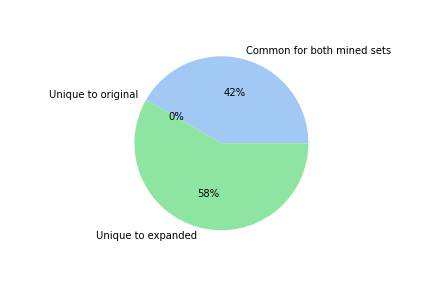 Common for both mined sets
42%
Unique to original
0%
58%
Unique to expanded